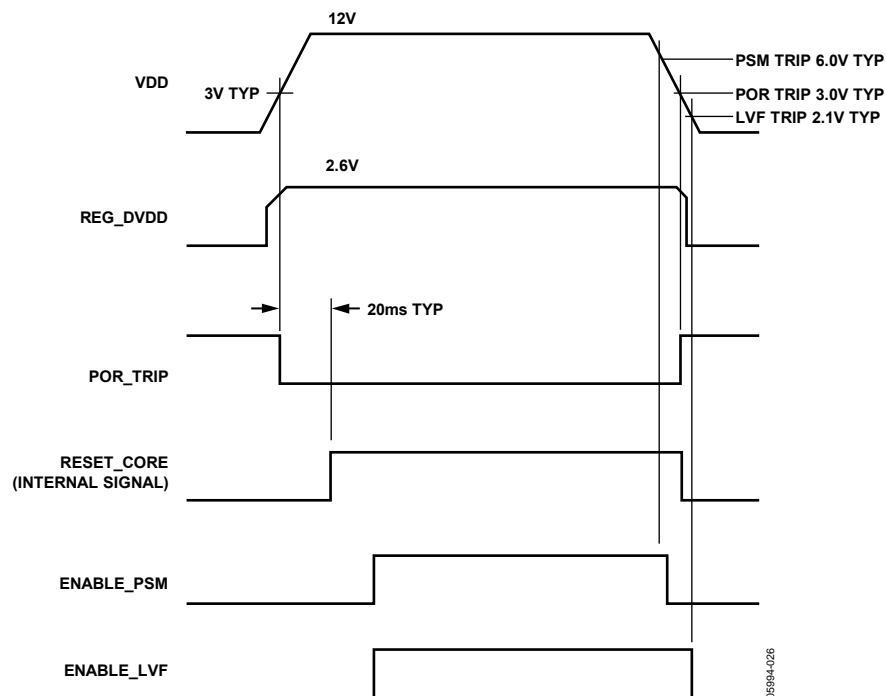 12V
VDD
3V TYP
PSM TRIP 6.0V TYP
POR TRIP 3.0V TYP
LVF TRIP 2.1V TYP
2.6V
REG_DVDD
20ms TYP
POR_TRIP
RESET_CORE
(INTERNAL SIGNAL)
ENABLE_PSM
ENABLE_LVF
05994-026